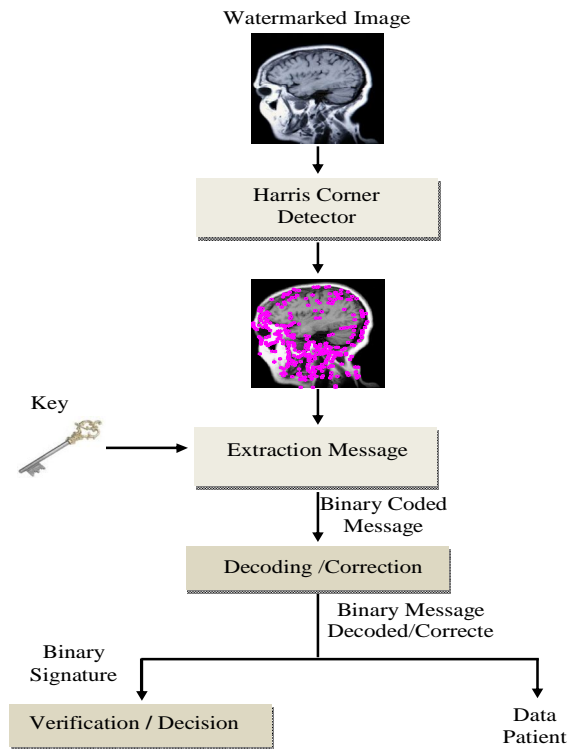 Watermarked Image
Harris Corner
Detector
Key
Extraction Message
Binary Coded
Message
Decoding /Correction
Binary Message
Decoded/Correcte
Binary
Signature
Verification / Decision
Data
Patient